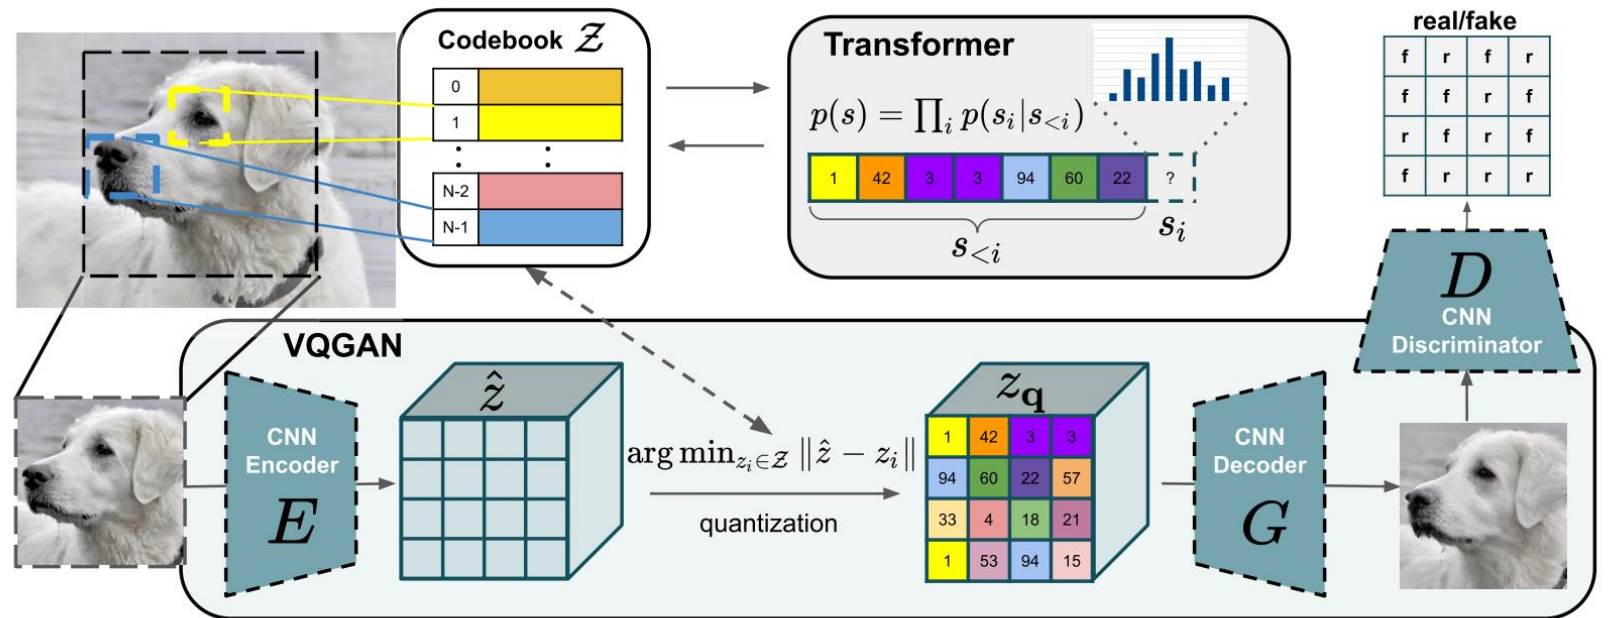 Codebook 𝒵
0
1
: :
N-2
N-1
Transformer
p(s) = ∏ᵢ p(sᵢ|s<ᵢ)
1 42 3 3 94 60 22 ?
s<ᵢ
sᵢ
real/fake
f r f r
f f r f
r f r f
f r r r
D
CNN
Discriminator
VQGAN
CNN
Encoder
E
ẑ
arg min_{zᵢ∈𝒵} ‖ẑ − zᵢ‖
quantization
z_q
1 42 3 3
94 60 22 57
33 4 18 21
1 53 94 15
CNN
Decoder
G